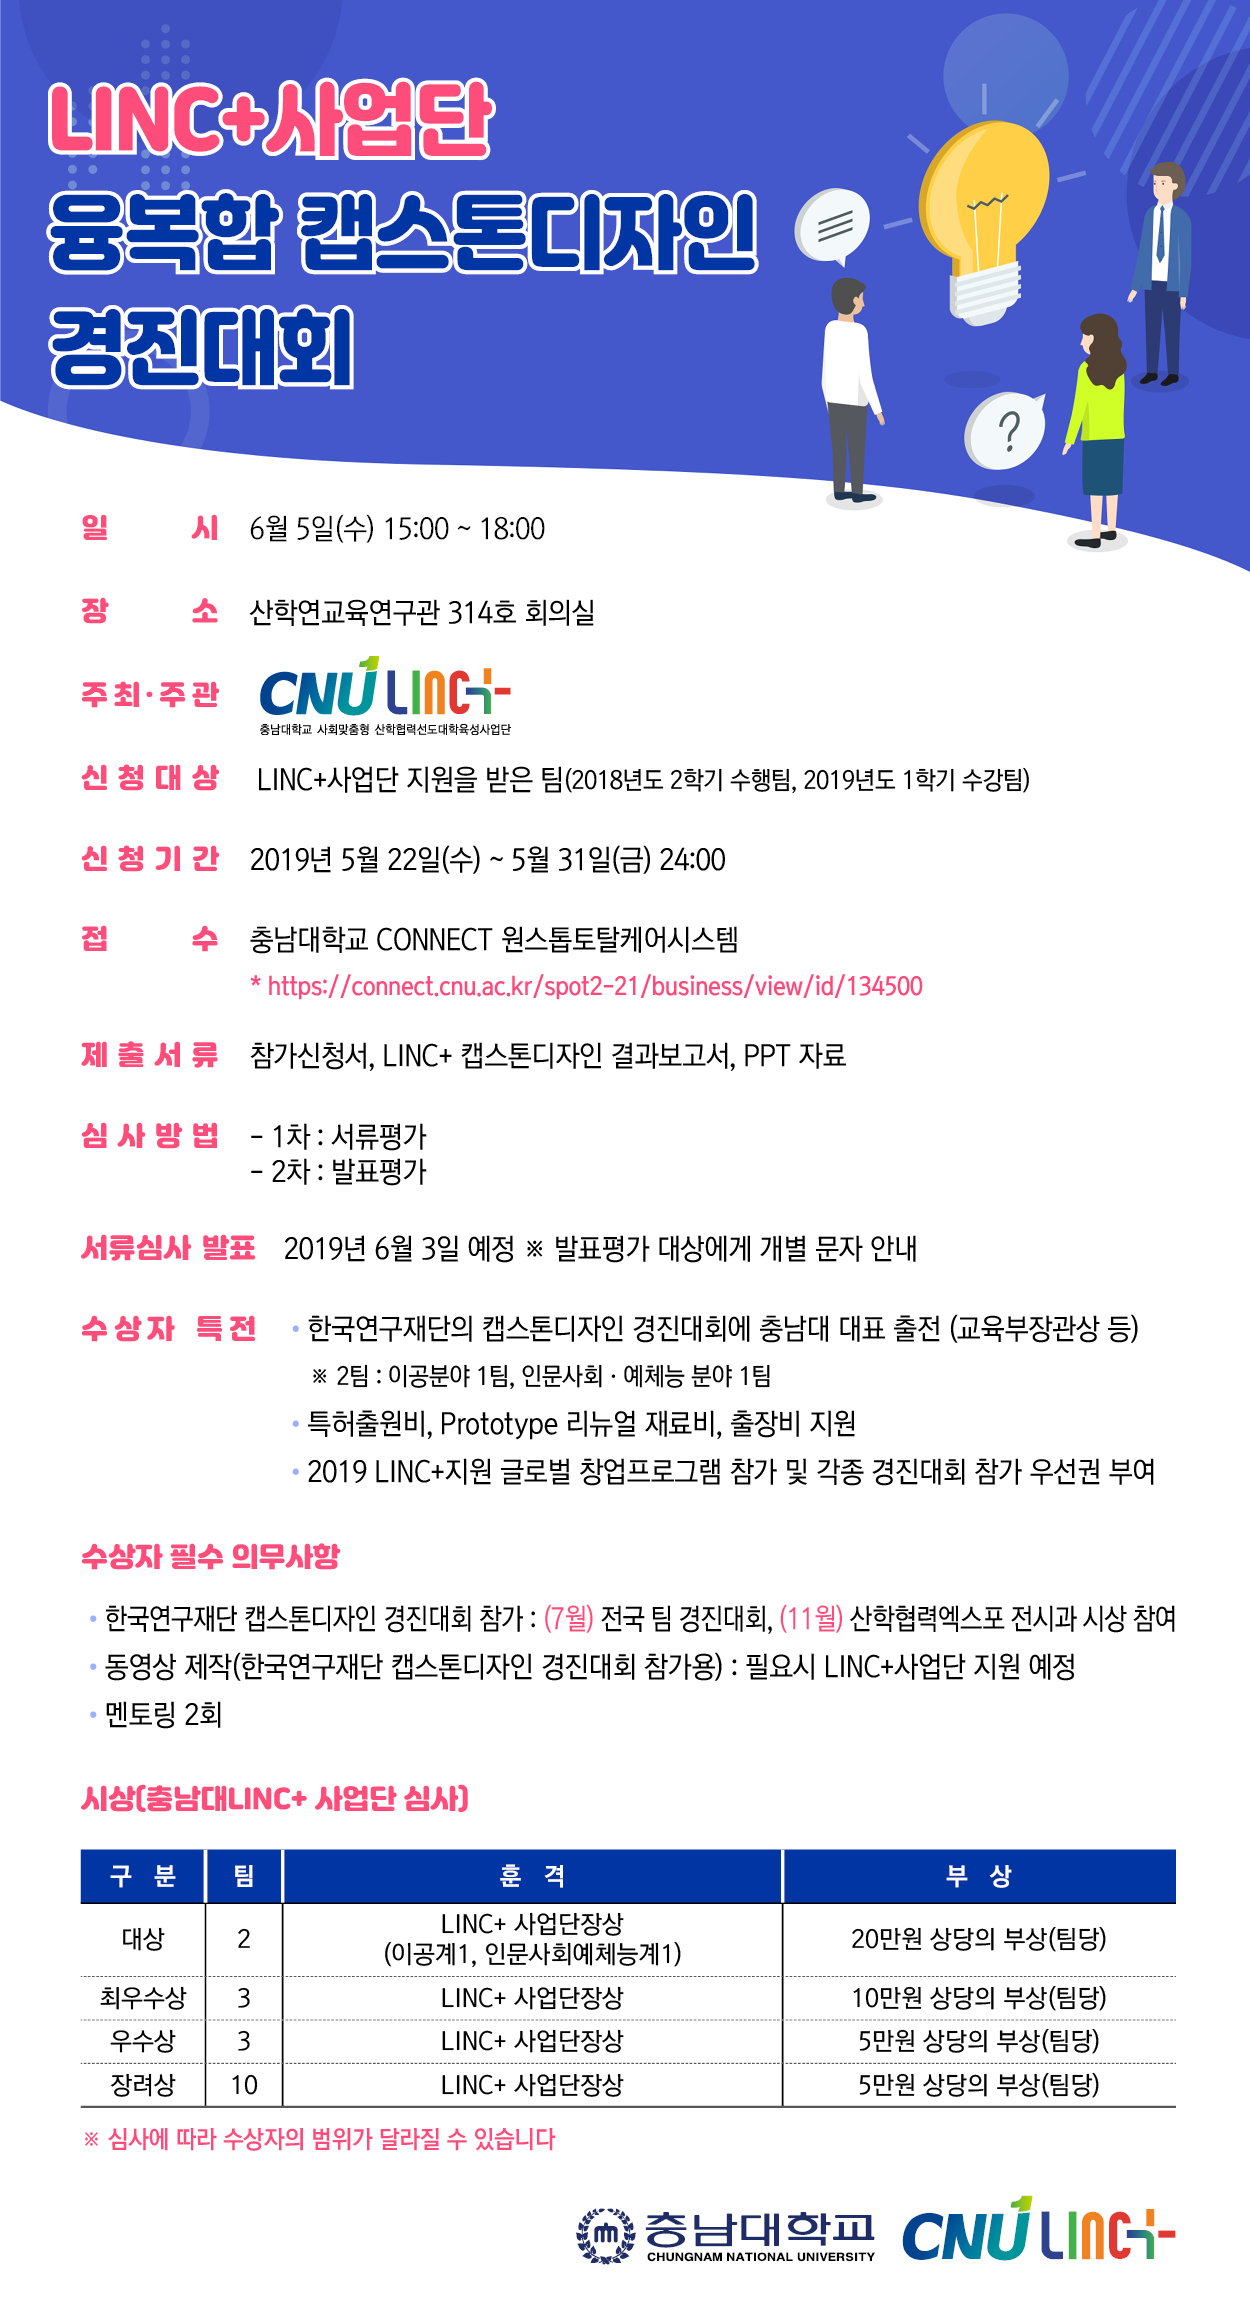 LINC+사업단
융복합 캡스톤디자인
경진대회
?
일 시 6월 5일(수) 15:00 ~ 18:00
장 소 산학연교육연구관 314호 회의실
주최·주관 CNU LINC+
충남대학교 사회맞춤형 산학협력선도대학육성사업단
신청대상 LINC+사업단 지원을 받은 팀(2018년도 2학기 수행팀, 2019년도 1학기 수강팀)
신청기간 2019년 5월 22일(수) ~ 5월 31일(금) 24:00
접 수 충남대학교 CONNECT 원스톱토탈케어시스템
* https://connect.cnu.ac.kr/spot2-21/business/view/id/134500
제출서류 참가신청서, LINC+ 캡스톤디자인 결과보고서, PPT 자료
심사방법 - 1차 : 서류평가
- 2차 : 발표평가
서류심사 발표 2019년 6월 3일 예정 ※ 발표평가 대상에게 개별 문자 안내
수상자 특전 • 한국연구재단의 캡스톤디자인 경진대회에 충남대 대표 출전 (교육부장관상 등)
※ 2팀 : 이공분야 1팀, 인문사회 · 예체능 분야 1팀
• 특허출원비, Prototype 리뉴얼 재료비, 출장비 지원
• 2019 LINC+지원 글로벌 창업프로그램 참가 및 각종 경진대회 참가 우선권 부여
수상자 필수 의무사항
• 한국연구재단 캡스톤디자인 경진대회 참가 : (7월) 전국 팀 경진대회, (11월) 산학협력엑스포 전시과 시상 참여
• 동영상 제작(한국연구재단 캡스톤디자인 경진대회 참가용) : 필요시 LINC+사업단 지원 예정
• 멘토링 2회
시상(충남대LINC+ 사업단 심사)
구 분 팀 훈 격 부 상
대상 2 LINC+ 사업단장상 20만원 상당의 부상(팀당)
(이공계1, 인문사회예체능계1)
최우수상 3 LINC+ 사업단장상 10만원 상당의 부상(팀당)
우수상 3 LINC+ 사업단장상 5만원 상당의 부상(팀당)
장려상 10 LINC+ 사업단장상 5만원 상당의 부상(팀당)
※ 심사에 따라 수상자의 범위가 달라질 수 있습니다
충남대학교 CNU LINC+
CHUNGNAM NATIONAL UNIVERSITY